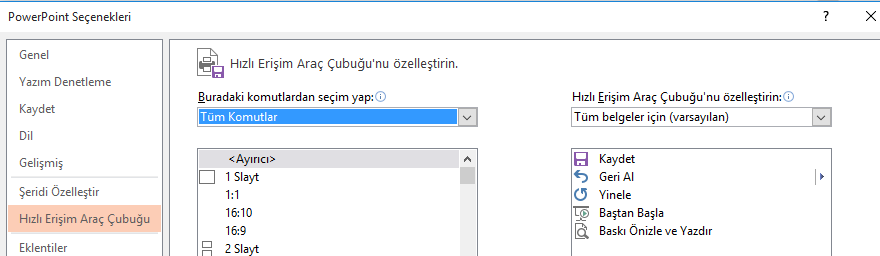 PowerPoint Seçenekleri
?
Genel
Yazım Denetleme
Kaydet
Dil
Gelişmiş
Şeridi Özelleştir
Hızlı Erişim Araç Çubuğu
Eklentiler
Hızlı Erişim Araç Çubuğu'nu özelleştirin.
Buradaki komutlardan seçim yap:
Tüm Komutlar
<Ayırıcı>
1 Slayt
1:1
16:10
16:9
2 Slayt
Hızlı Erişim Araç Çubuğu'nu özelleştirin:
Tüm belgeler için (varsayılan)
Kaydet
Geri Al
Yinele
Baştan Başla
Baskı Önizle ve Yazdır